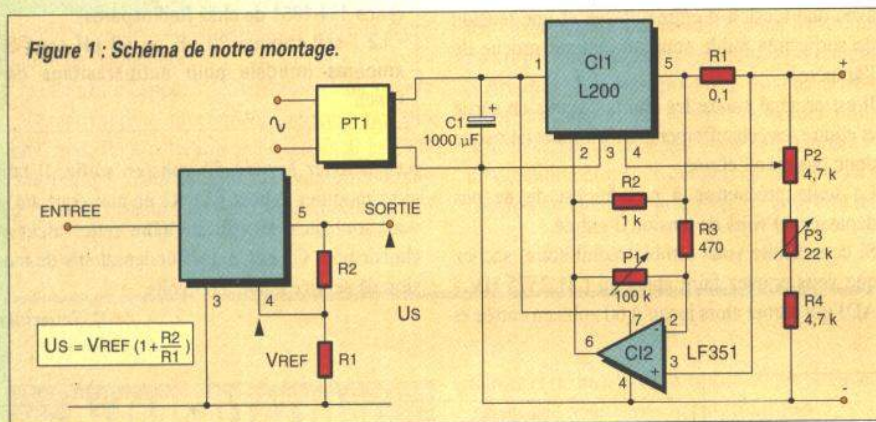 Figure 1 : Schéma de notre montage.
PT1
C1
1000 µF
+
1
CI1
L200
5
2
3
4
R1
0,1
+
P2
4,7 k
R2
1 k
R3
470
P3
22 k
P1
100 k
R4
4,7 k
7
2
6
CI2
LF351
3
-
+
4
-
ENTREE
5
SORTIE
R2
3
4
US
VREF
R1
US = VREF (1+R2/R1)